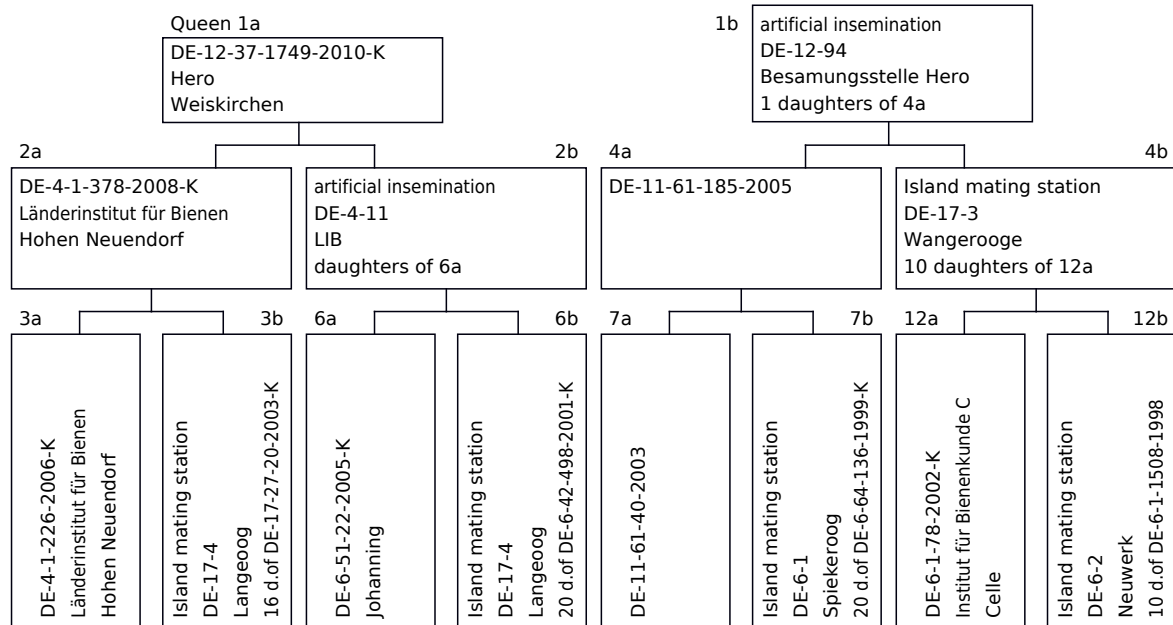 Queen 1a
DE-12-37-1749-2010-K
Hero
Weiskirchen
1b
artificial insemination
DE-12-94
Besamungsstelle Hero
1 daughters of 4a
2a
DE-4-1-378-2008-K
Länderinstitut für Bienen
Hohen Neuendorf
2b
artificial insemination
DE-4-11
LIB
daughters of 6a
4a
DE-11-61-185-2005
4b
Island mating station
DE-17-3
Wangerooge
10 daughters of 12a
3a
DE-4-1-226-2006-K
Länderinstitut für Bienen
Hohen Neuendorf
3b
Island mating station
DE-17-4
Langeoog
16 d.of DE-17-27-20-2003-K
6a
DE-6-51-22-2005-K
Johanning
6b
Island mating station
DE-17-4
Langeoog
20 d.of DE-6-42-498-2001-K
7a
DE-11-61-40-2003
7b
Island mating station
DE-6-1
Spiekeroog
20 d.of DE-6-64-136-1999-K
12a
DE-6-1-78-2002-K
Institut für Bienenkunde C
Celle
12b
Island mating station
DE-6-2
Neuwerk
10 d.of DE-6-1-1508-1998